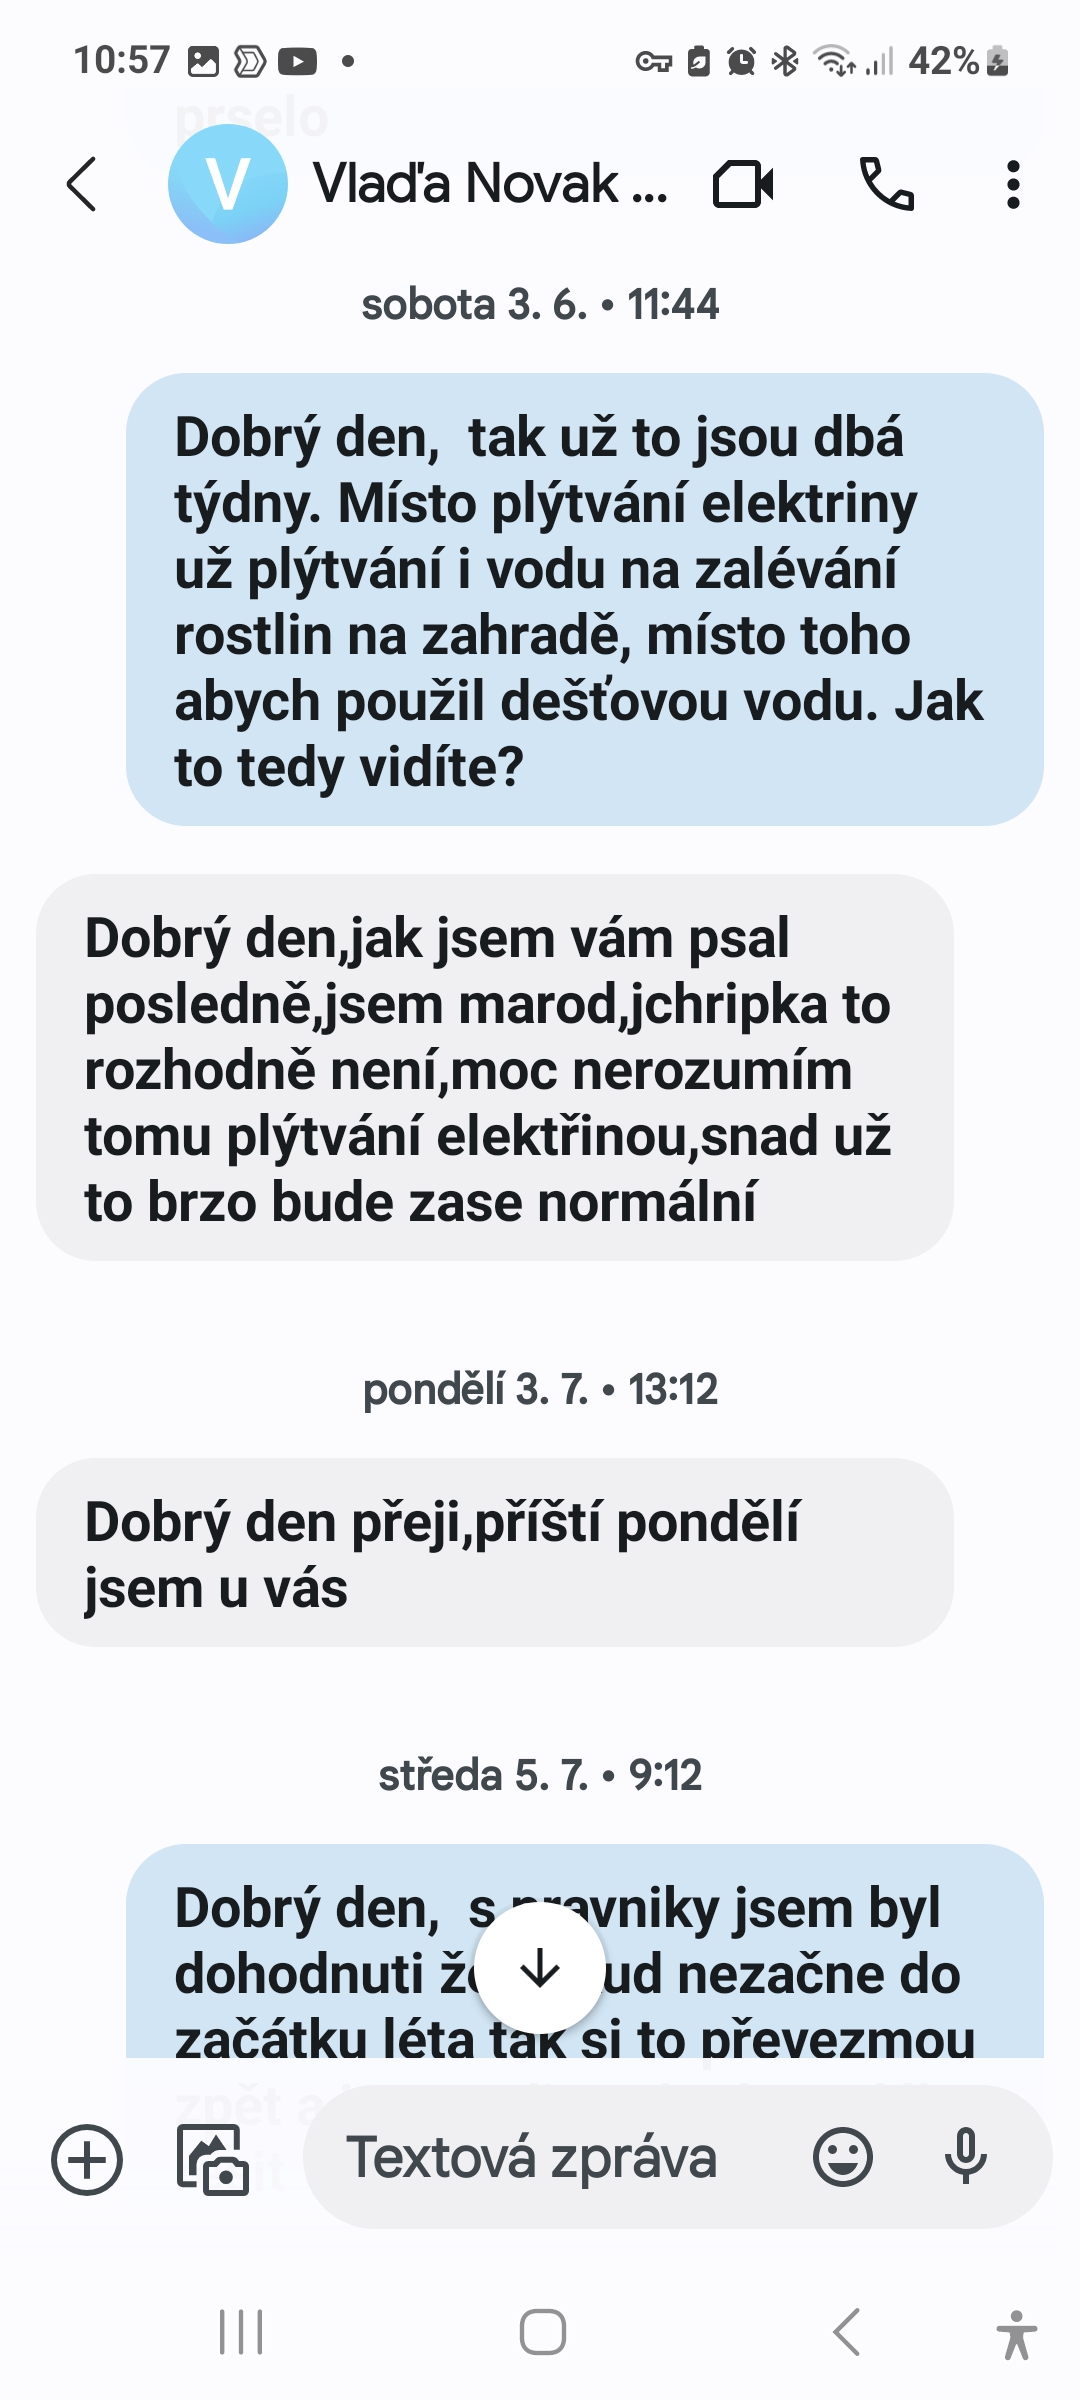 10:57 42%
prselo
V Vlaďa Novak ...
sobota 3. 6. • 11:44
Dobrý den,  tak už to jsou dbá
týdny. Místo plýtvání elektriny
už plýtvání i vodu na zalévání
rostlin na zahradě, místo toho
abych použil dešťovou vodu. Jak
to tedy vidíte?
Dobrý den,jak jsem vám psal
posledně,jsem marod,jchripka to
rozhodně není,moc nerozumím
tomu plýtvání elektřinou,snad už
to brzo bude zase normální
pondělí 3. 7. • 13:12
Dobrý den přeji,příští pondělí
jsem u vás
středa 5. 7. • 9:12
Dobrý den,  s pravniky jsem byl
dohodnuti nezačne do
začátku léta tak si to převezmou
zpět
Textová zpráva